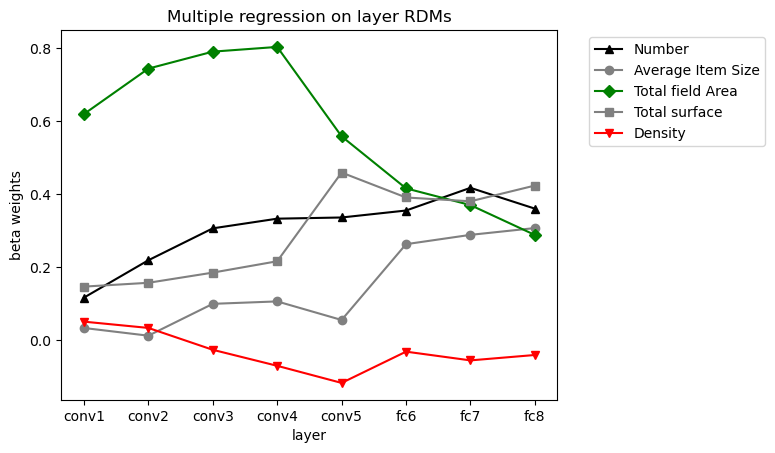 Multiple regression on layer RDMs
beta weights
0.8
0.6
0.4
0.2
0.0
conv1 conv2 conv3 conv4 conv5 fc6 fc7 fc8
layer
Number
Average Item Size
Total field Area
Total surface
Density